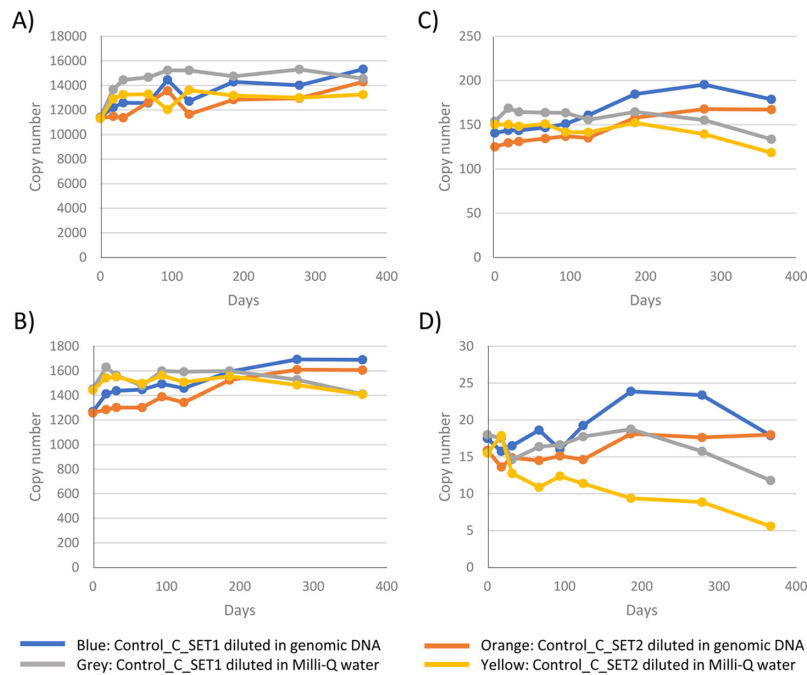 A)
18000
16000
14000
12000
10000
8000
6000
4000
2000
0
Copy number
0 100 200 300 400
Days
C)
250
200
150
100
50
0
Copy number
0 100 200 300 400
Days
B)
1800
1600
1400
1200
1000
800
600
400
200
0
Copy number
0 100 200 300 400
Days
D)
30
25
20
15
10
5
0
Copy number
0 100 200 300 400
Days
Blue: Control_C_SET1 diluted in genomic DNA
Grey: Control_C_SET1 diluted in Milli-Q water
Orange: Control_C_SET2 diluted in genomic DNA
Yellow: Control_C_SET2 diluted in Milli-Q water